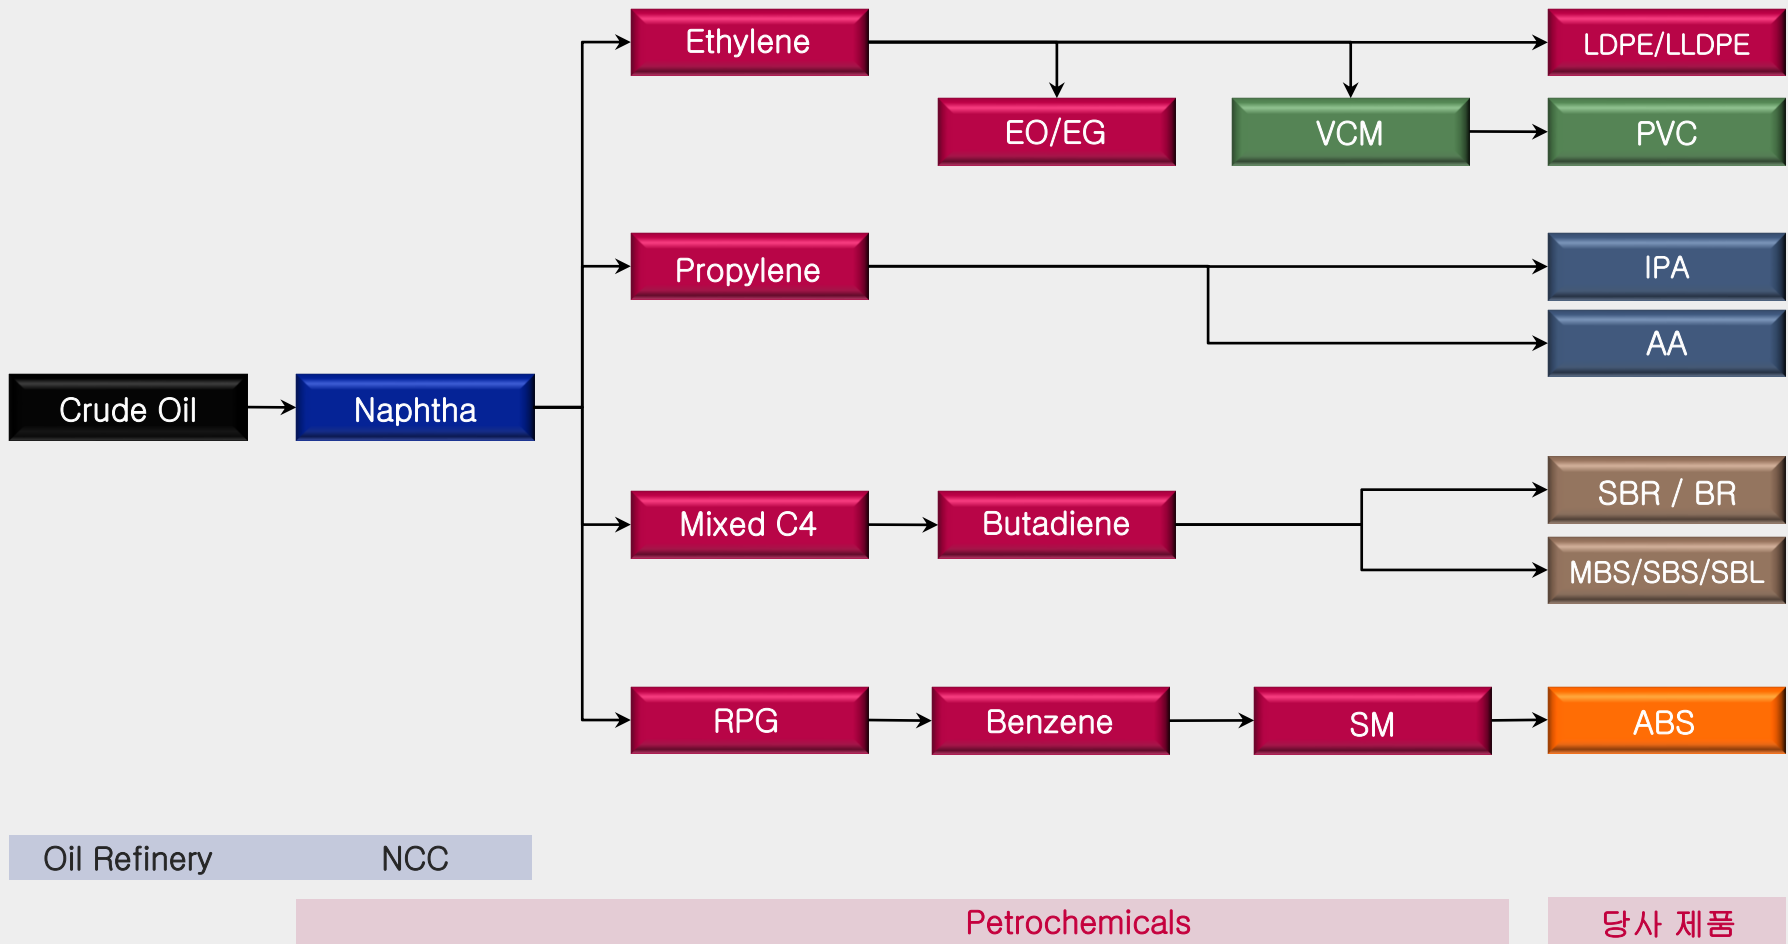 Ethylene
LDPE/LLDPE
EO/EG
VCM
PVC
Propylene
IPA
AA
Crude Oil
Naphtha
SBR / BR
Mixed C4
Butadiene
MBS/SBS/SBL
RPG
Benzene
SM
ABS
Oil Refinery
NCC
Petrochemicals
당사 제품